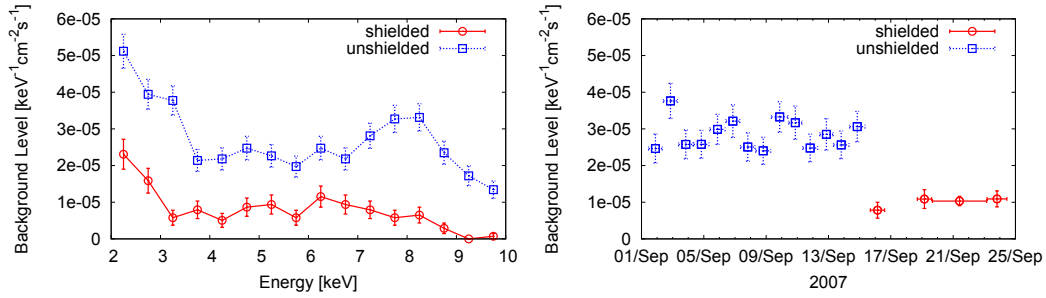 6e-05
5e-05
4e-05
3e-05
2e-05
1e-05
0
Background Level [keV⁻¹cm⁻²s⁻¹]
shielded
unshielded
2 3 4 5 6 7 8 9 10
Energy [keV]
6e-05
5e-05
4e-05
3e-05
2e-05
1e-05
0
Background Level [keV⁻¹cm⁻²s⁻¹]
shielded
unshielded
01/Sep 05/Sep 09/Sep 13/Sep 17/Sep 21/Sep 25/Sep
2007